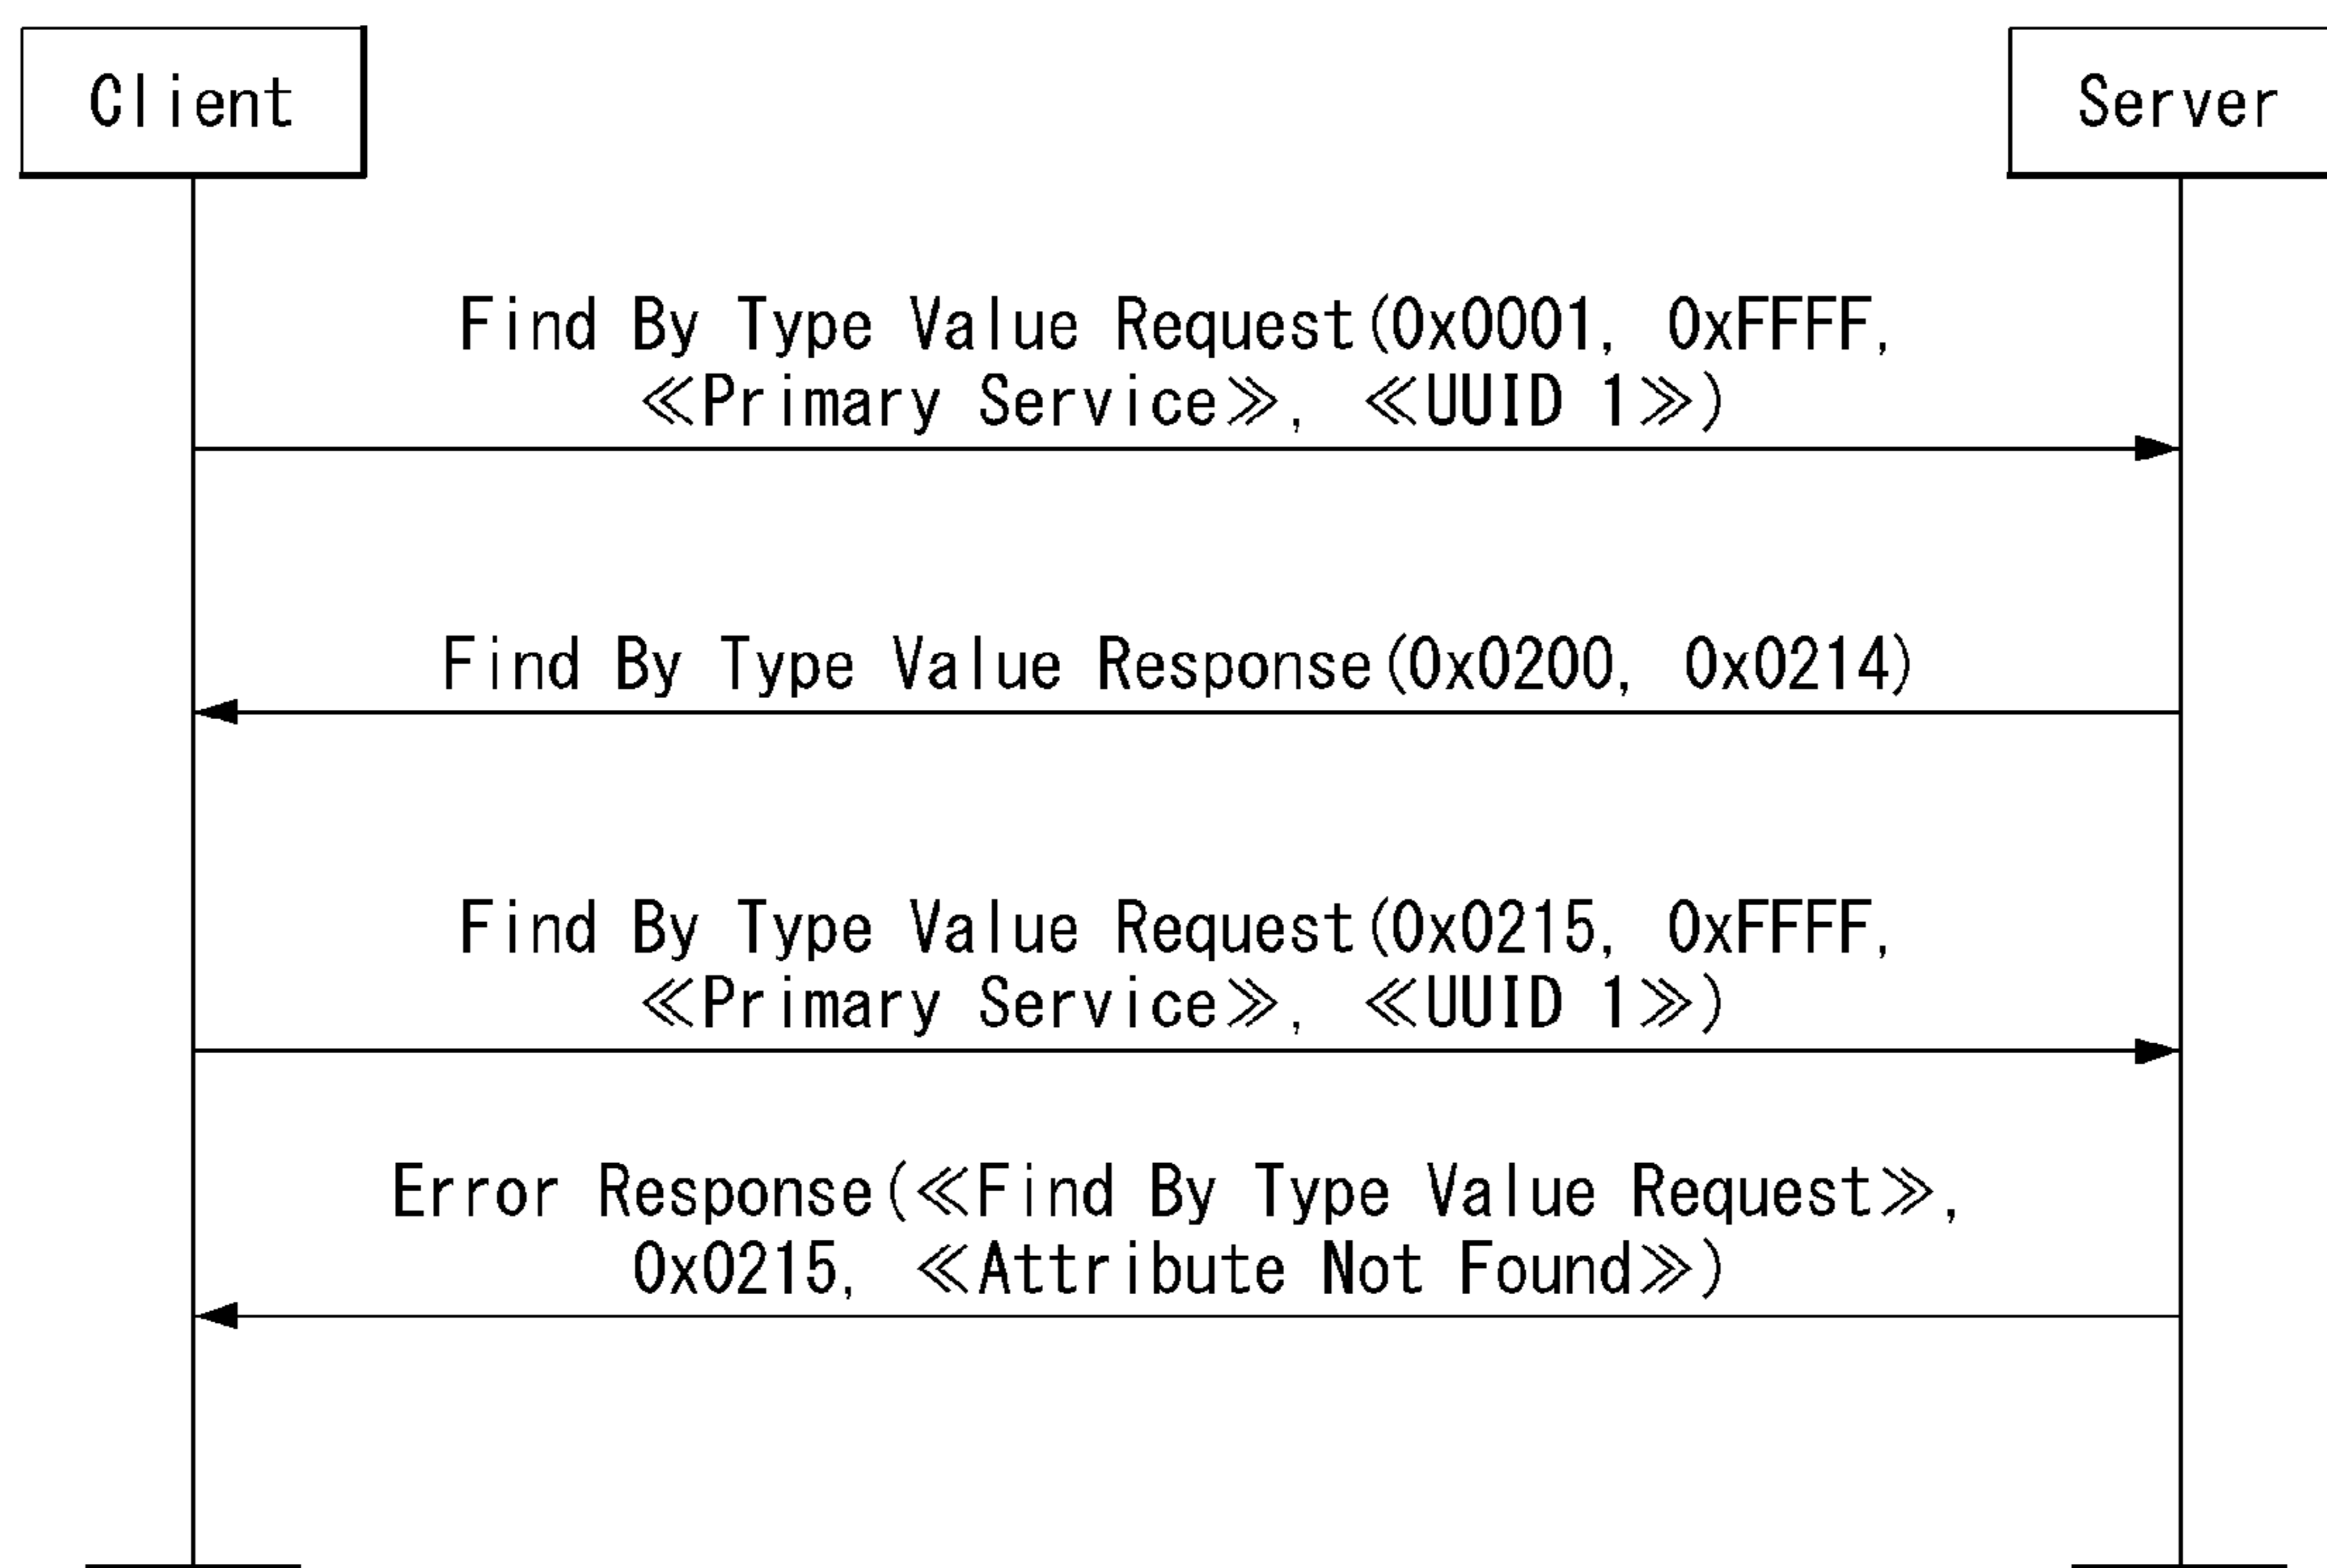 Client
Server
Find By Type Value Request(0x0001, 0xFFFF,
≪Primary Service≫, ≪UUID 1≫)
Find By Type Value Response(0x0200, 0x0214)
Find By Type Value Request(0x0215, 0xFFFF,
≪Primary Service≫, ≪UUID 1≫)
Error Response(≪Find By Type Value Request≫,
0x0215, ≪Attribute Not Found≫)